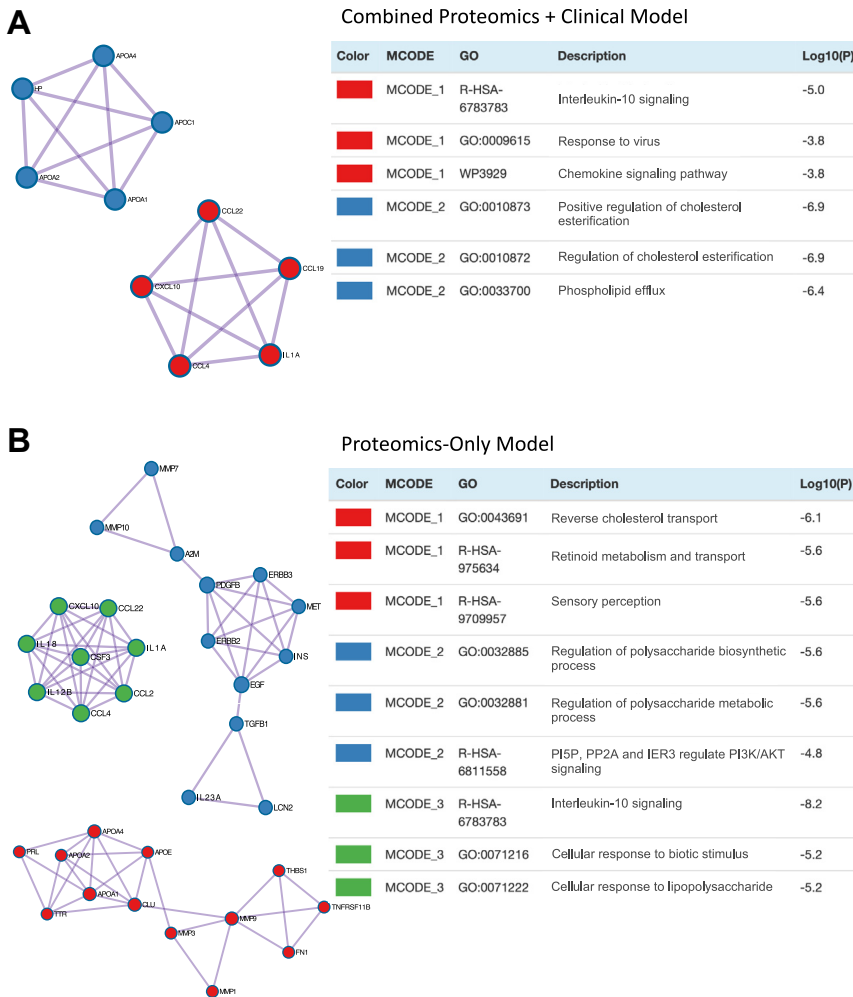 A
Combined Proteomics + Clinical Model
APOA4
HP
APOC1
APOA2
APOA1
CCL22
CCL19
CXCL10
IL1A
CCL4
Color MCODE GO Description Log10(P)
MCODE_1 R-HSA-
6783783 Interleukin-10 signaling -5.0
MCODE_1 GO:0009615 Response to virus -3.8
MCODE_1 WP3929 Chemokine signaling pathway -3.8
MCODE_2 GO:0010873 Positive regulation of cholesterol -6.9
esterification
MCODE_2 GO:0010872 Regulation of cholesterol esterification -6.9
MCODE_2 GO:0033700 Phospholipid efflux -6.4
B
Proteomics-Only Model
MMP7
MMP10
A2M
PDGFB
ERBB3
MET
ERBB2
INS
EGF
TGFB1
IL23A
LCN2
CXCL10
CCL22
IL18
IL1A
CSF3
IL12B
CCL2
CCL4
APOA4
PRL
APOA2
APOE
APOA1
TTR
CLU
THBS1
TNFRSF11B
MMP9
MMP3
FN1
MMP1
Color MCODE GO Description Log10(P)
MCODE_1 GO:0043691 Reverse cholesterol transport -6.1
MCODE_1 R-HSA- Retinoid metabolism and transport -5.6
975634
MCODE_1 R-HSA- Sensory perception -5.6
9709957
MCODE_2 GO:0032885 Regulation of polysaccharide biosynthetic -5.6
process
MCODE_2 GO:0032881 Regulation of polysaccharide metabolic -5.6
process
MCODE_2 R-HSA- PI5P, PP2A and IER3 regulate PI3K/AKT -4.8
6811558 signaling
MCODE_3 R-HSA- Interleukin-10 signaling -8.2
6783783
MCODE_3 GO:0071216 Cellular response to biotic stimulus -5.2
MCODE_3 GO:0071222 Cellular response to lipopolysaccharide -5.2